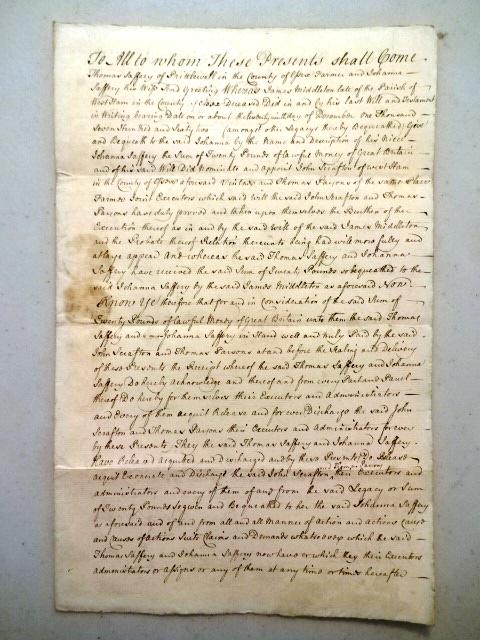 To All to whom These Presents shall Come
Thomas Saffery of Prittlewell in the County of Essex Farmer and Johanna
Saffery his Wife Send Greeting Whereas James Middleton late of the Parish of
West Ham in the County of Essex Deceased Did in and by his last Will and Testament
in Writing bearing Date on or about the twentyninth day of December One Thousand
Seven Hundred and Sixty two (amongst other Legacys thereby Bequeathed) Give
and Bequeath to the said Johanna by the Name and Description of his Niece
Johanna Saffery the Sum of Twenty Pounds of lawful Money of Great Britain
and of his said Will Did Nominate and appoint John Scrafton of West Ham
in the County of Essex aforesaid and Thomas Parsons of the same Place
Farmer Joint Executors which said Will the said John Scrafton and Thomas
Parsons have duly proved and taken upon themselves the Burthen of the
Execution thereof as in and by the said Will of the said James Middleton
and the Probate thereof Relation thereunto being had will more fully and
at large appear And whereas the said Thomas Saffery and Johanna
Saffery have received the said Sum of Twenty Pounds so bequeathed to the
said Johanna Saffery by the said James Middleton as aforesaid Now
Know Ye therefore that for and in Consideration of the said Sum of
Twenty Pounds of lawful Money of Great Britain unto them the said Thomas
Saffery and Johanna Saffery in Hand well and truly Paid by the said
John Scrafton and Thomas Parsons at and before the Sealing and Delivery
of these Presents the Receipt whereof the said Thomas Saffery and Johanna
Saffery Do hereby acknowledge and thereof and from every Part and Parcel
thereof Do hereby for themselves their Executors and Administrators
and Every of them acquit Release and for ever Discharge the said John
Scrafton and Thomas Parsons their Executors and Administrators for ever
by these Presents They the said Thomas Saffery and Johanna Saffery
Have Released acquitted and Discharged and by these Presents Do Release
acquit Exonerate and Discharge the said John Scrafton Thomas Parsons their Executors and
administrators and every of them of and from the said Legacy or Sum
of Twenty Pounds so given and Bequeathed to her the said Johanna Saffery
as aforesaid and of and from all and all Manner of Action and Actions Cause
and Causes of Actions Suits Claims and Demands whatsoever which the said
Thomas Saffery and Johanna Saffery now have or which they their Executors
administrators or Assigns or any of them at any time or times hereafter